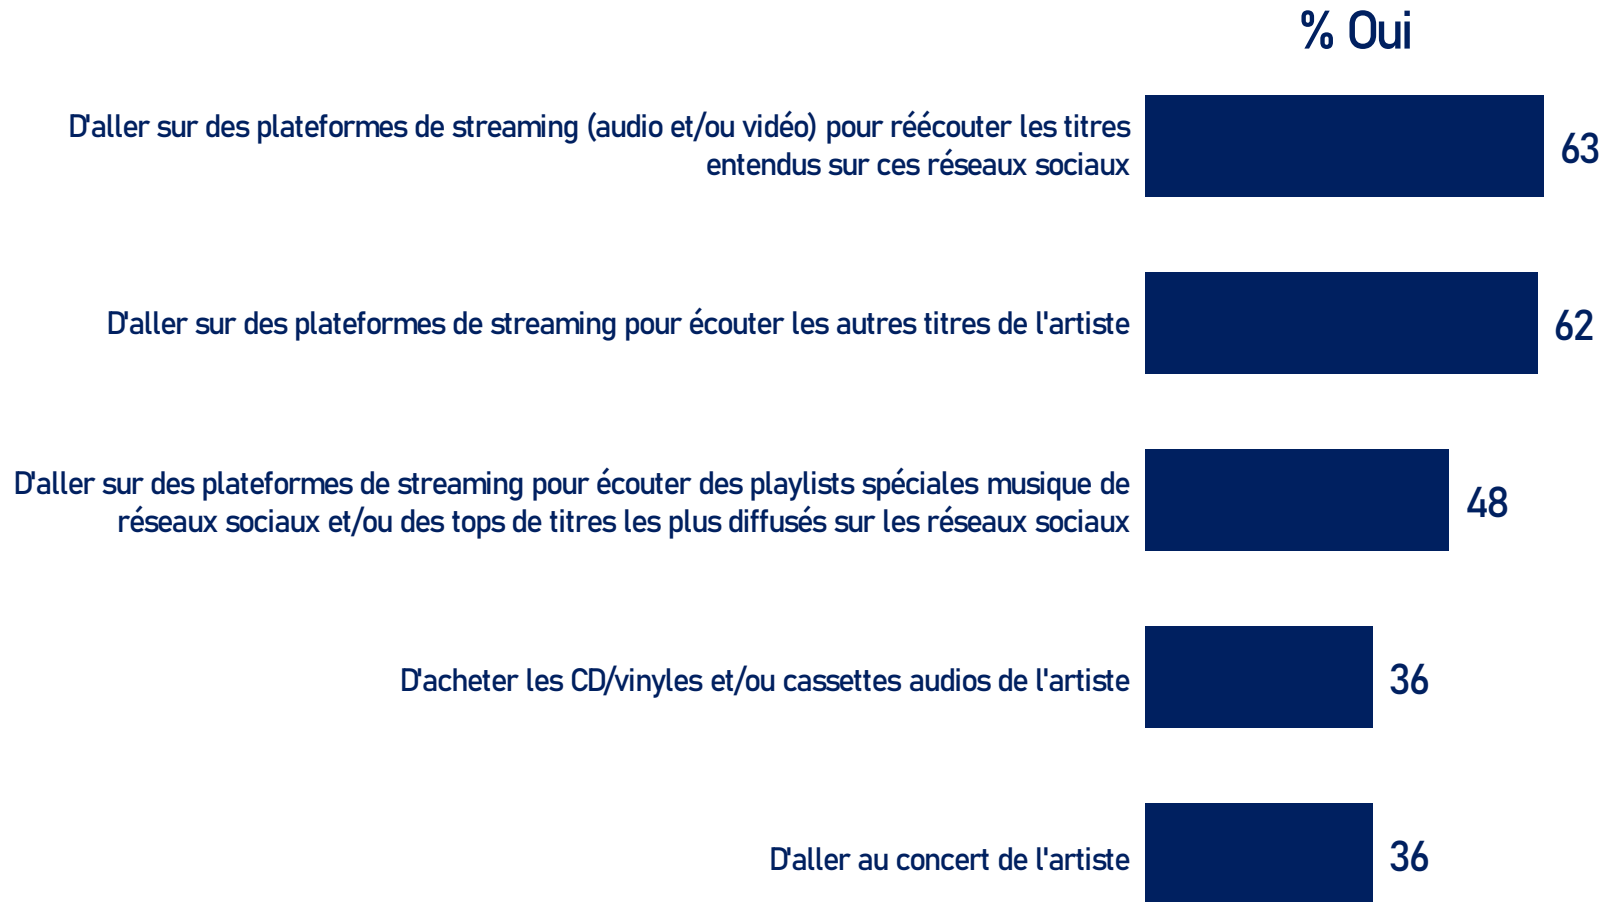 % Oui
D'aller sur des plateformes de streaming (audio et/ou vidéo) pour réécouter les titres
entendus sur ces réseaux sociaux
63
D'aller sur des plateformes de streaming pour écouter les autres titres de l'artiste
62
D'aller sur des plateformes de streaming pour écouter des playlists spéciales musique de
réseaux sociaux et/ou des tops de titres les plus diffusés sur les réseaux sociaux
48
D'acheter les CD/vinyles et/ou cassettes audios de l'artiste
36
D'aller au concert de l'artiste
36